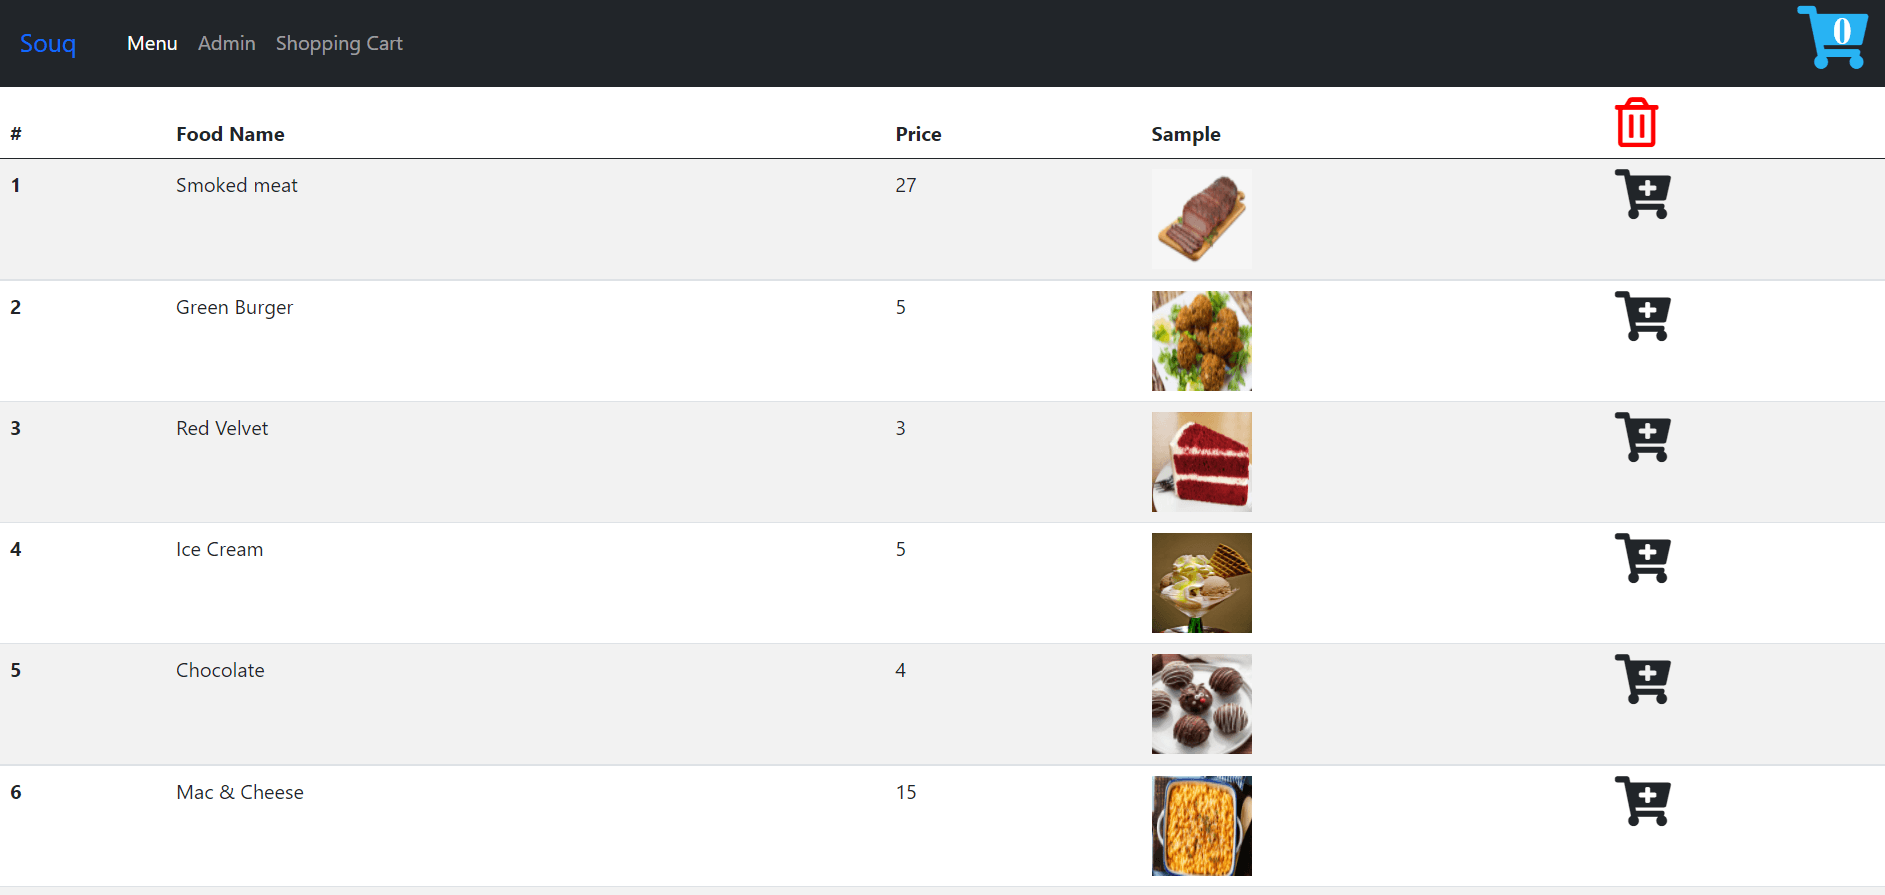 Souq Menu Admin Shopping Cart 0
# Food Name Price Sample
1 Smoked meat 27
2 Green Burger 5
3 Red Velvet 3
4 Ice Cream 5
5 Chocolate 4
6 Mac & Cheese 15